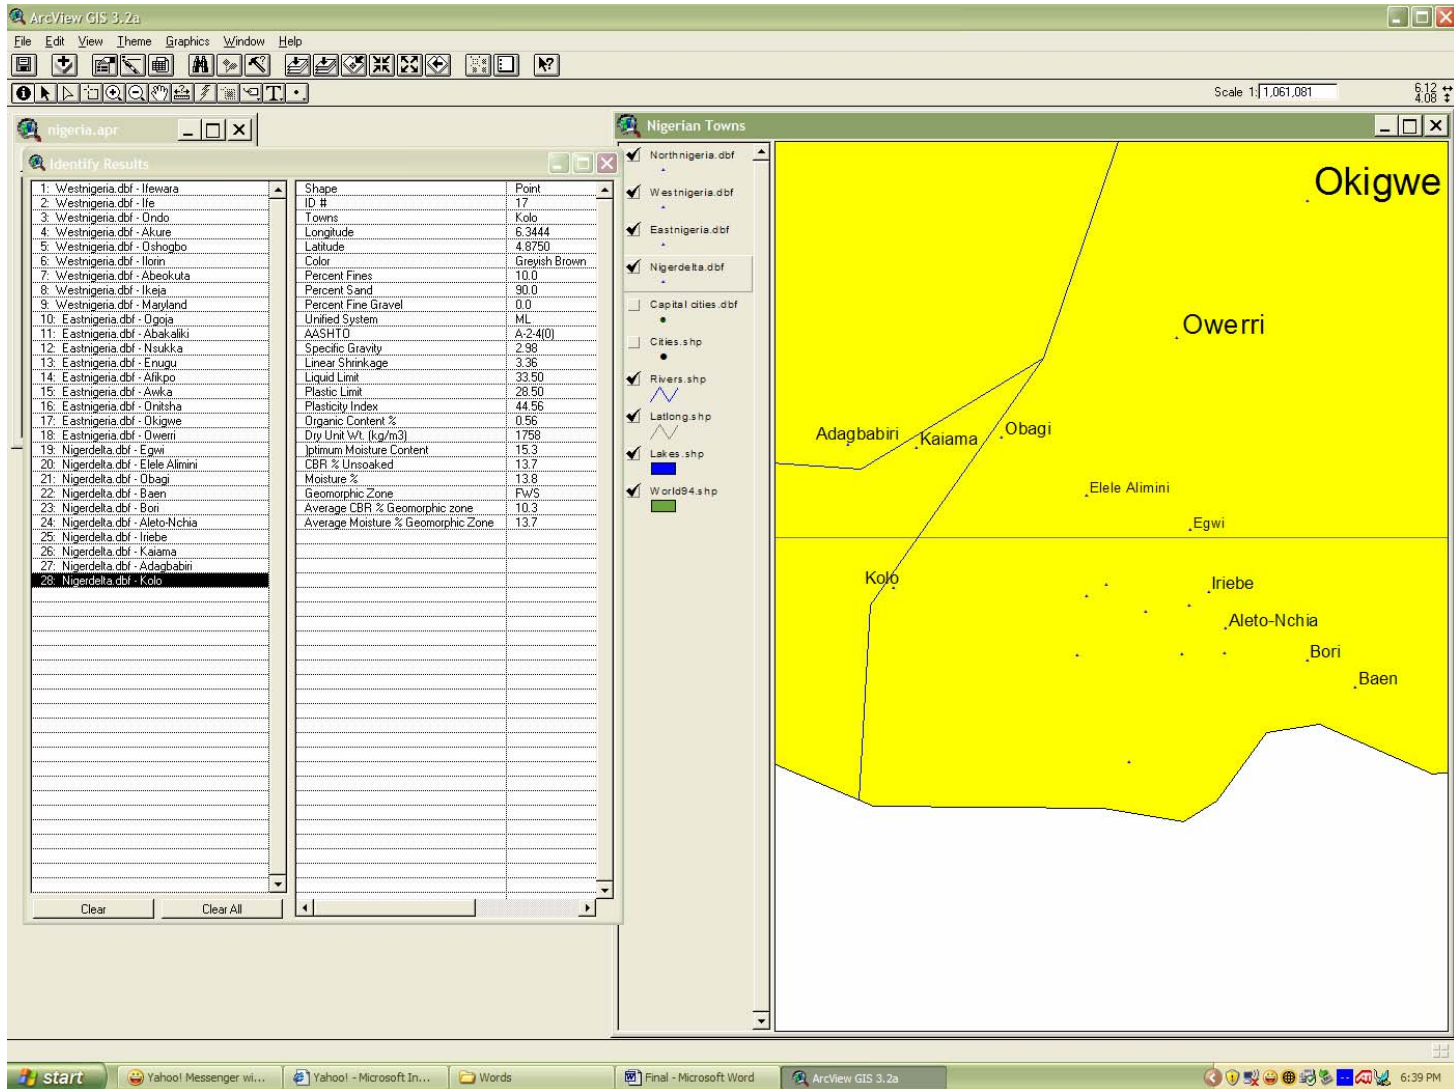 ArcView GIS 3.2a
File Edit View Theme Graphics Window Help
Scale 1: 1,061,081
6.12
4.08
nigeria.apr
Identify Results
1: Westnigeria.dbf - Ifewara
2: Westnigeria.dbf - Ife
3: Westnigeria.dbf - Ondo
4: Westnigeria.dbf - Akure
5: Westnigeria.dbf - Oshogbo
6: Westnigeria.dbf - Ilorin
7: Westnigeria.dbf - Abeokuta
8: Westnigeria.dbf - Ikeja
9: Westnigeria.dbf - Maryland
10: Eastnigeria.dbf - Ogoja
11: Eastnigeria.dbf - Abakaliki
12: Eastnigeria.dbf - Nsukka
13: Eastnigeria.dbf - Enugu
14: Eastnigeria.dbf - Afikpo
15: Eastnigeria.dbf - Awka
16: Eastnigeria.dbf - Onitsha
17: Eastnigeria.dbf - Okigwe
18: Eastnigeria.dbf - Owerri
19: Nigerdelta.dbf - Egwi
20: Nigerdelta.dbf - Elele Alimini
21: Nigerdelta.dbf - Obagi
22: Nigerdelta.dbf - Baen
23: Nigerdelta.dbf - Bori
24: Nigerdelta.dbf - Aleto-Nchia
25: Nigerdelta.dbf - Iriebe
26: Nigerdelta.dbf - Kaiama
27: Nigerdelta.dbf - Adagbabiri
28: Nigerdelta.dbf - Kolo
Shape Point
ID # 17
Towns Kolo
Longitude 6.3444
Latitude 4.8750
Color Greyish Brown
Percent Fines 10.0
Percent Sand 90.0
Percent Fine Gravel 0.0
Unified System ML
AASHTO A-2-4(0)
Specific Gravity 2.98
Linear Shrinkage 3.36
Liquid Limit 33.50
Plastic Limit 28.50
Plasticity Index 44.56
Organic Content % 0.56
Dry Unit Wt. (kg/m3) 1758
)ptimum Moisture Content 15.3
CBR % Unsoaked 13.7
Moisture % 13.8
Geomorphic Zone FWS
Average CBR % Geomorphic zone 10.3
Average Moisture % Geomorphic Zone 13.7
Clear
Clear All
Nigerian Towns
Northnigeria.dbf
Westnigeria.dbf
Eastnigeria.dbf
Nigerdelta.dbf
Capital cities.dbf
Cities.shp
Rivers.shp
Latlong.shp
Lakes.shp
World94.shp
Okigwe
Owerri
Adagbabiri
Kaiama
Obagi
Elele Alimini
Egwi
Kolo
Iriebe
Aleto-Nchia
Bori
Baen
start
Yahoo! Messenger wi...
Yahoo! - Microsoft In...
Words
Final - Microsoft Word
ArcView GIS 3.2a
6:39 PM